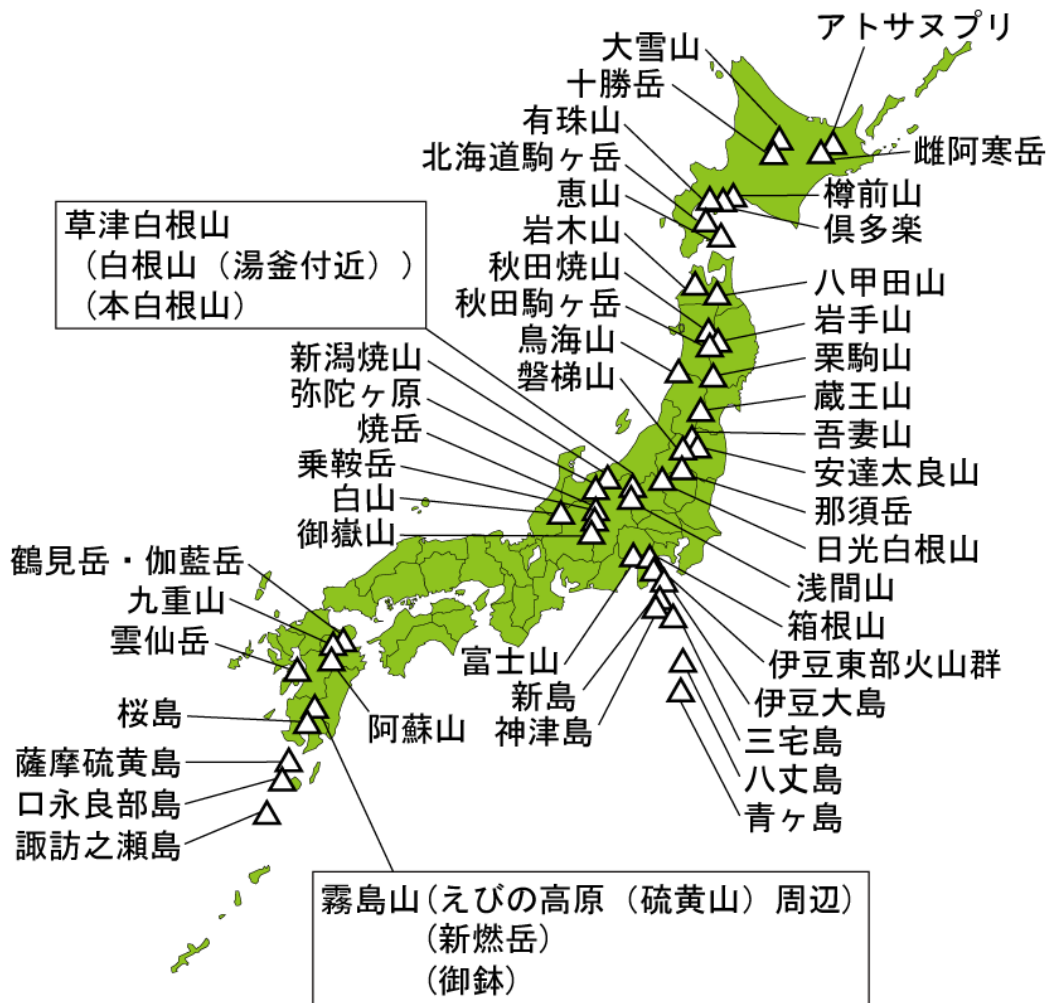 アトサヌプリ
大雪山
十勝岳
有珠山
北海道駒ヶ岳
恵山
岩木山
秋田焼山
秋田駒ヶ岳
鳥海山
磐梯山
雌阿寒岳
樽前山
倶多楽
八甲田山
岩手山
栗駒山
蔵王山
吾妻山
安達太良山
那須岳
日光白根山
浅間山
箱根山
伊豆東部火山群
伊豆大島
三宅島
八丈島
青ヶ島
草津白根山
(白根山(湯釜付近))
(本白根山)
新潟焼山
弥陀ヶ原
焼岳
乗鞍岳
白山
御嶽山
富士山
新島
神津島
鶴見岳・伽藍岳
九重山
雲仙岳
阿蘇山
桜島
薩摩硫黄島
口永良部島
諏訪之瀬島
霧島山(えびの高原(硫黄山)周辺)
(新燃岳)
(御鉢)